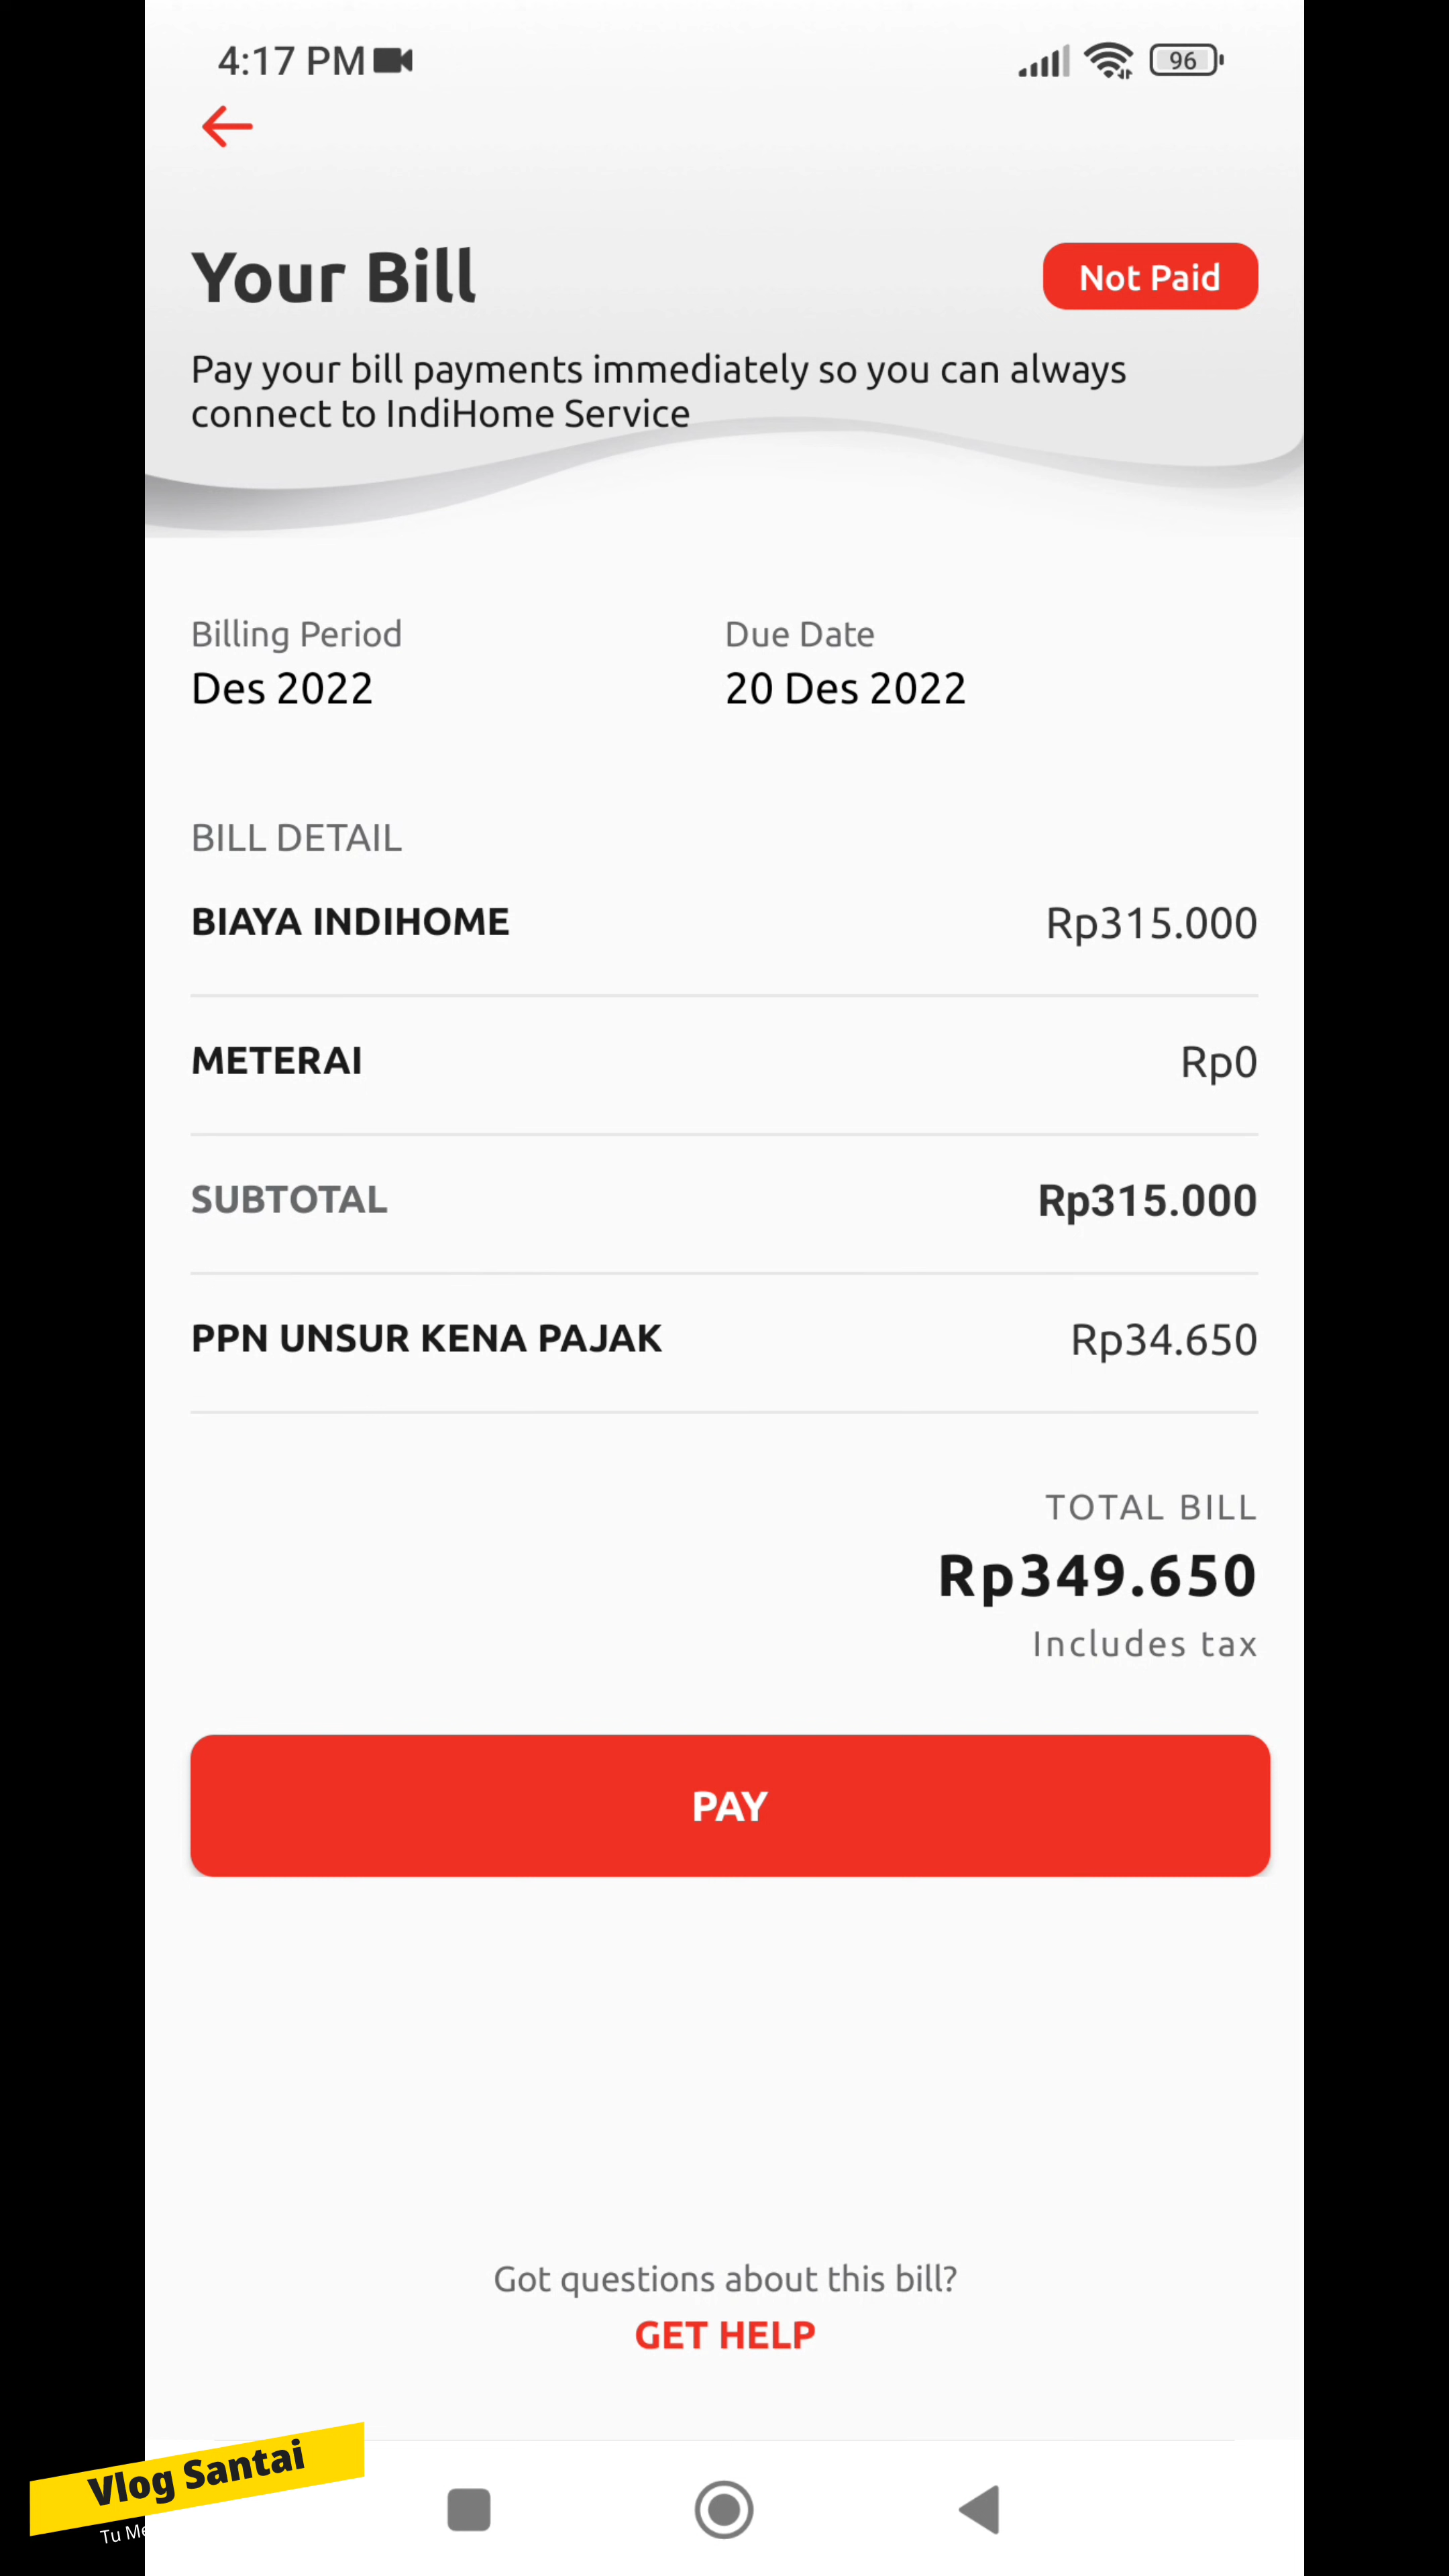 4:17 PM
96
Your Bill
Not Paid
Pay your bill payments immediately so you can always
connect to IndiHome Service
Billing Period
Due Date
Des 2022
20 Des 2022
BILL DETAIL
BIAYA INDIHOME
Rp315.000
METERAI
Rp0
SUBTOTAL
Rp315.000
PPN UNSUR KENA PAJAK
Rp34.650
TOTAL BILL
Rp349.650
Includes tax
PAY
Got questions about this bill?
GET HELP
Vlog Santai
Tu